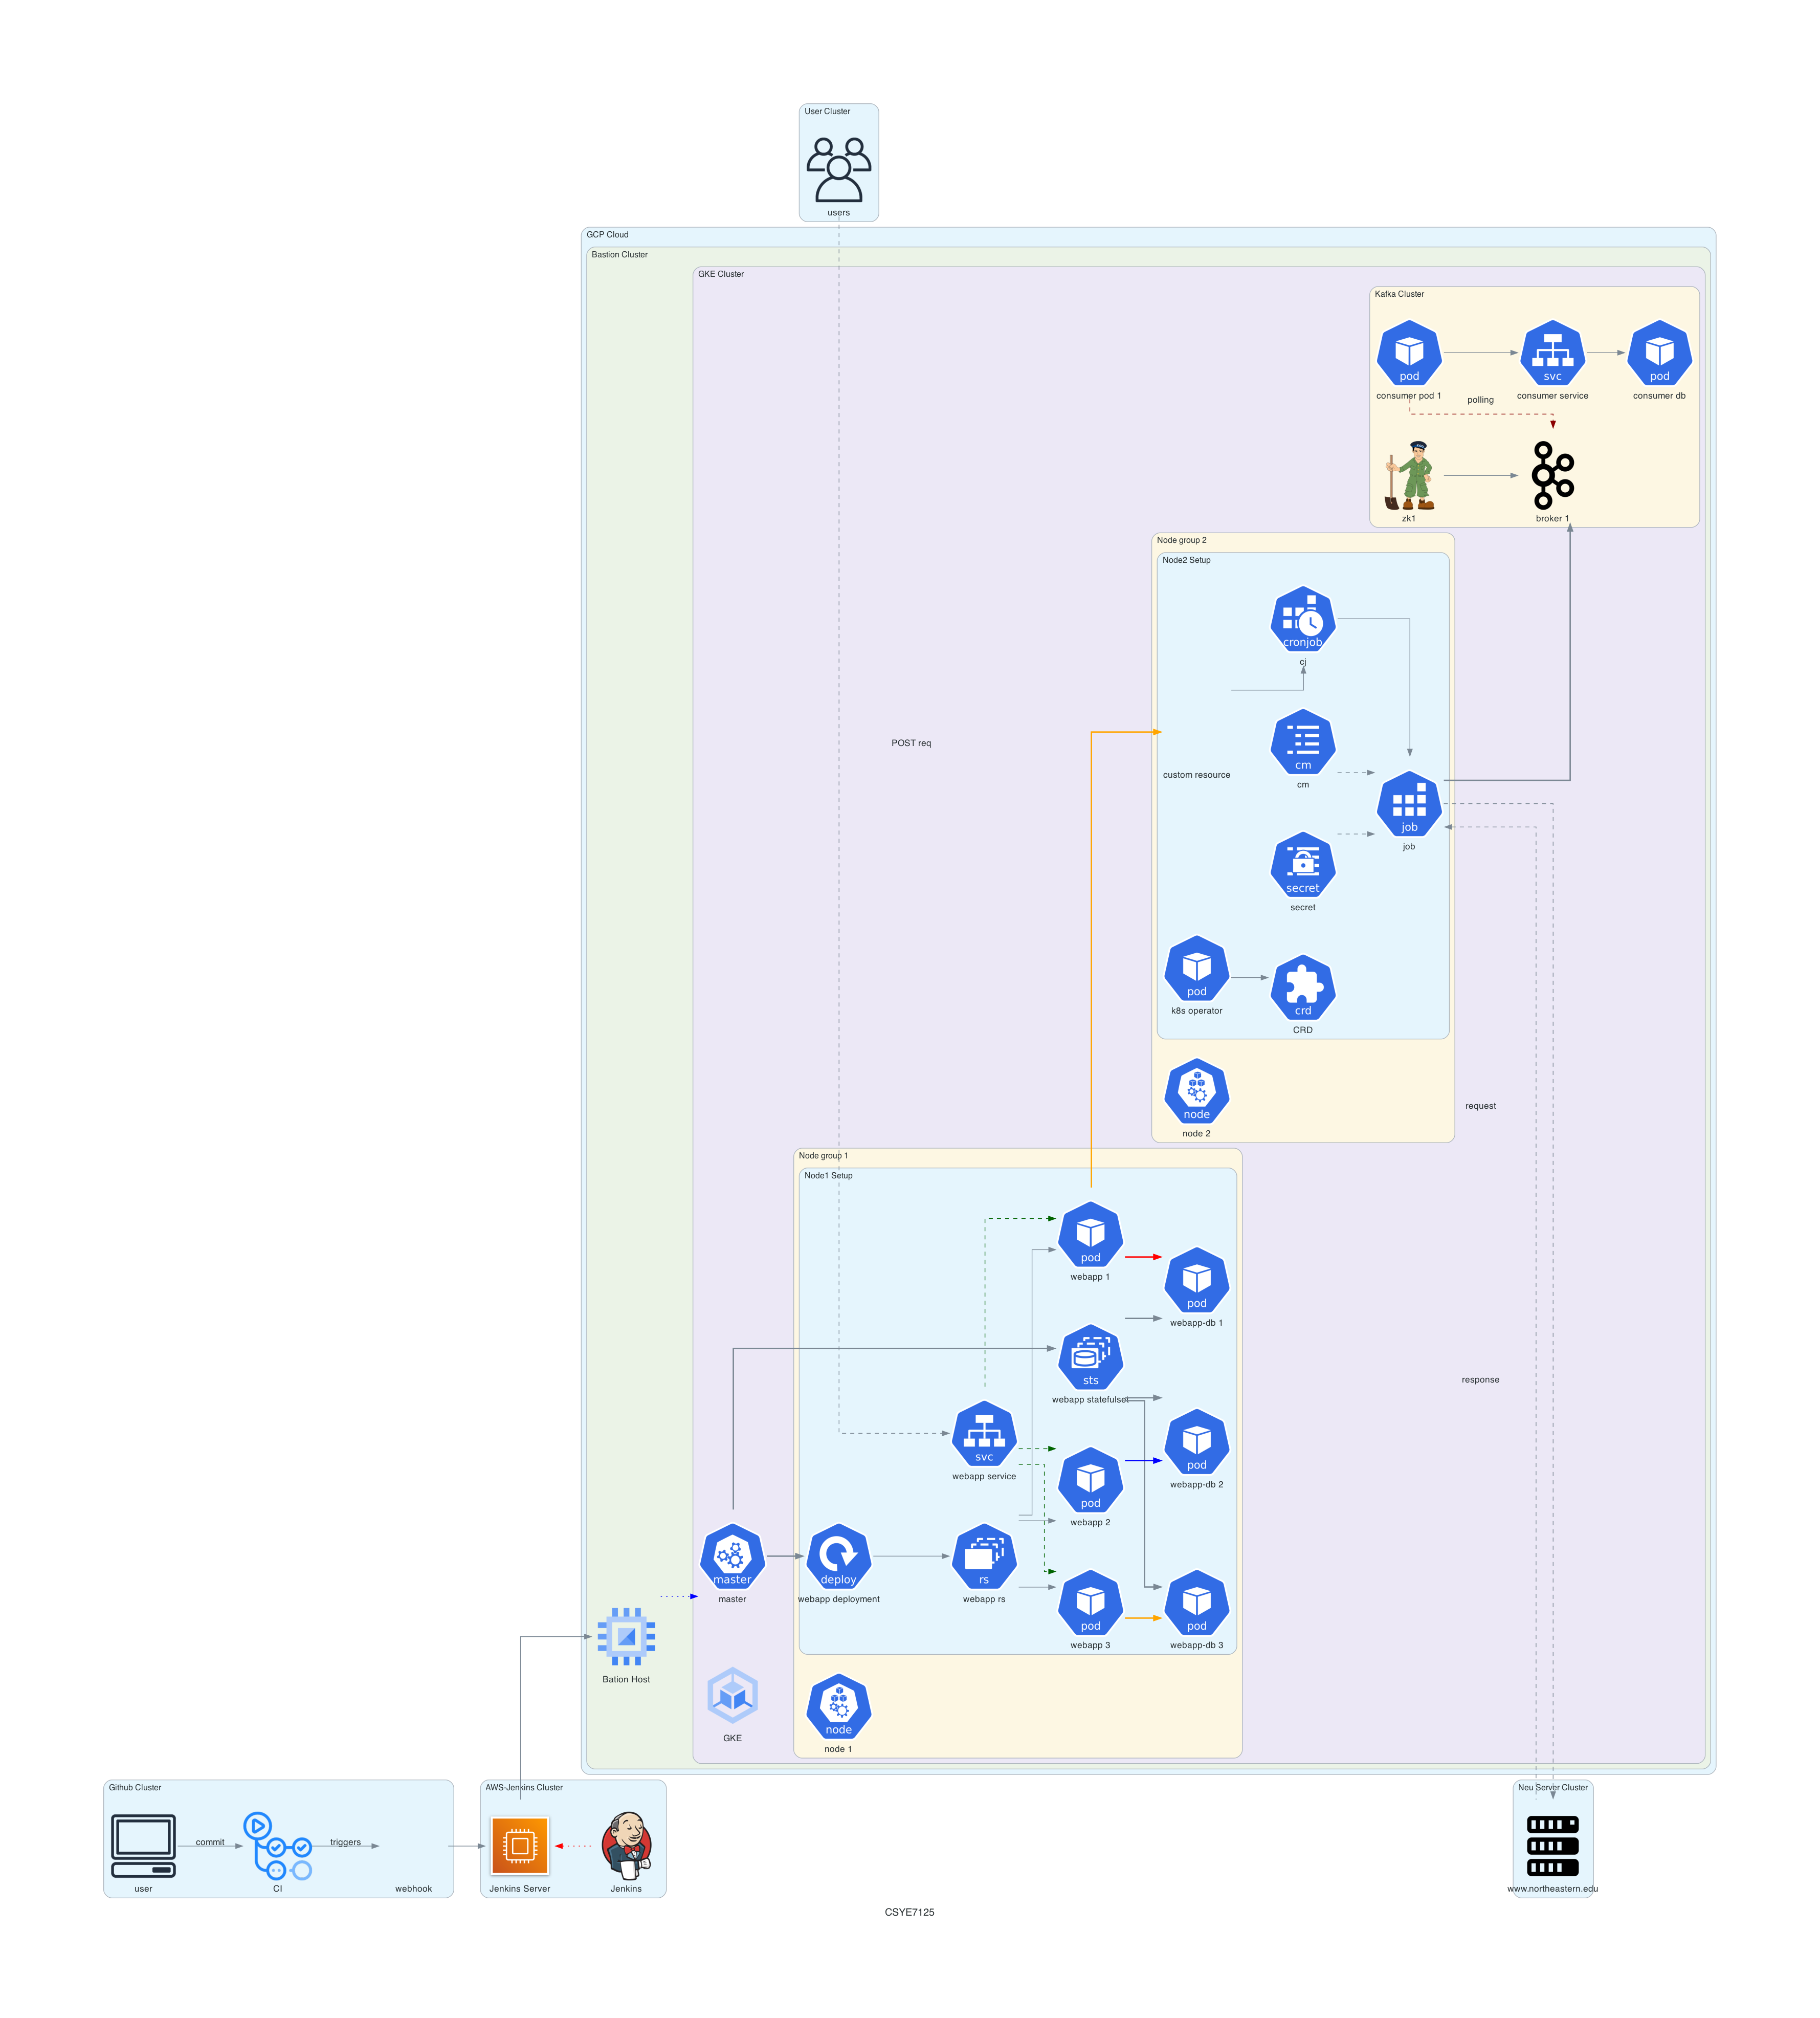 User Cluster
users
GCP Cloud
Bastion Cluster
GKE Cluster
Kafka Cluster
pod
consumer pod 1
svc
consumer service
pod
consumer db
polling
zk1
broker 1
Node group 2
Node2 Setup
cronjob
cj
POST req
custom resource
cm
cm
job
job
secret
secret
pod
k8s operator
crd
CRD
node
node 2
request
Node group 1
Node1 Setup
pod
webapp 1
pod
webapp-db 1
sts
webapp statefulset
response
svc
webapp service
pod
webapp-db 2
pod
webapp 2
master
master
deploy
webapp deployment
rs
webapp rs
pod
webapp 3
pod
webapp-db 3
Bation Host
GKE
node
node 1
Github Cluster
user
commit
CI
triggers
webhook
AWS-Jenkins Cluster
Jenkins Server
Jenkins
Neu Server Cluster
www.northeastern.edu
CSYE7125